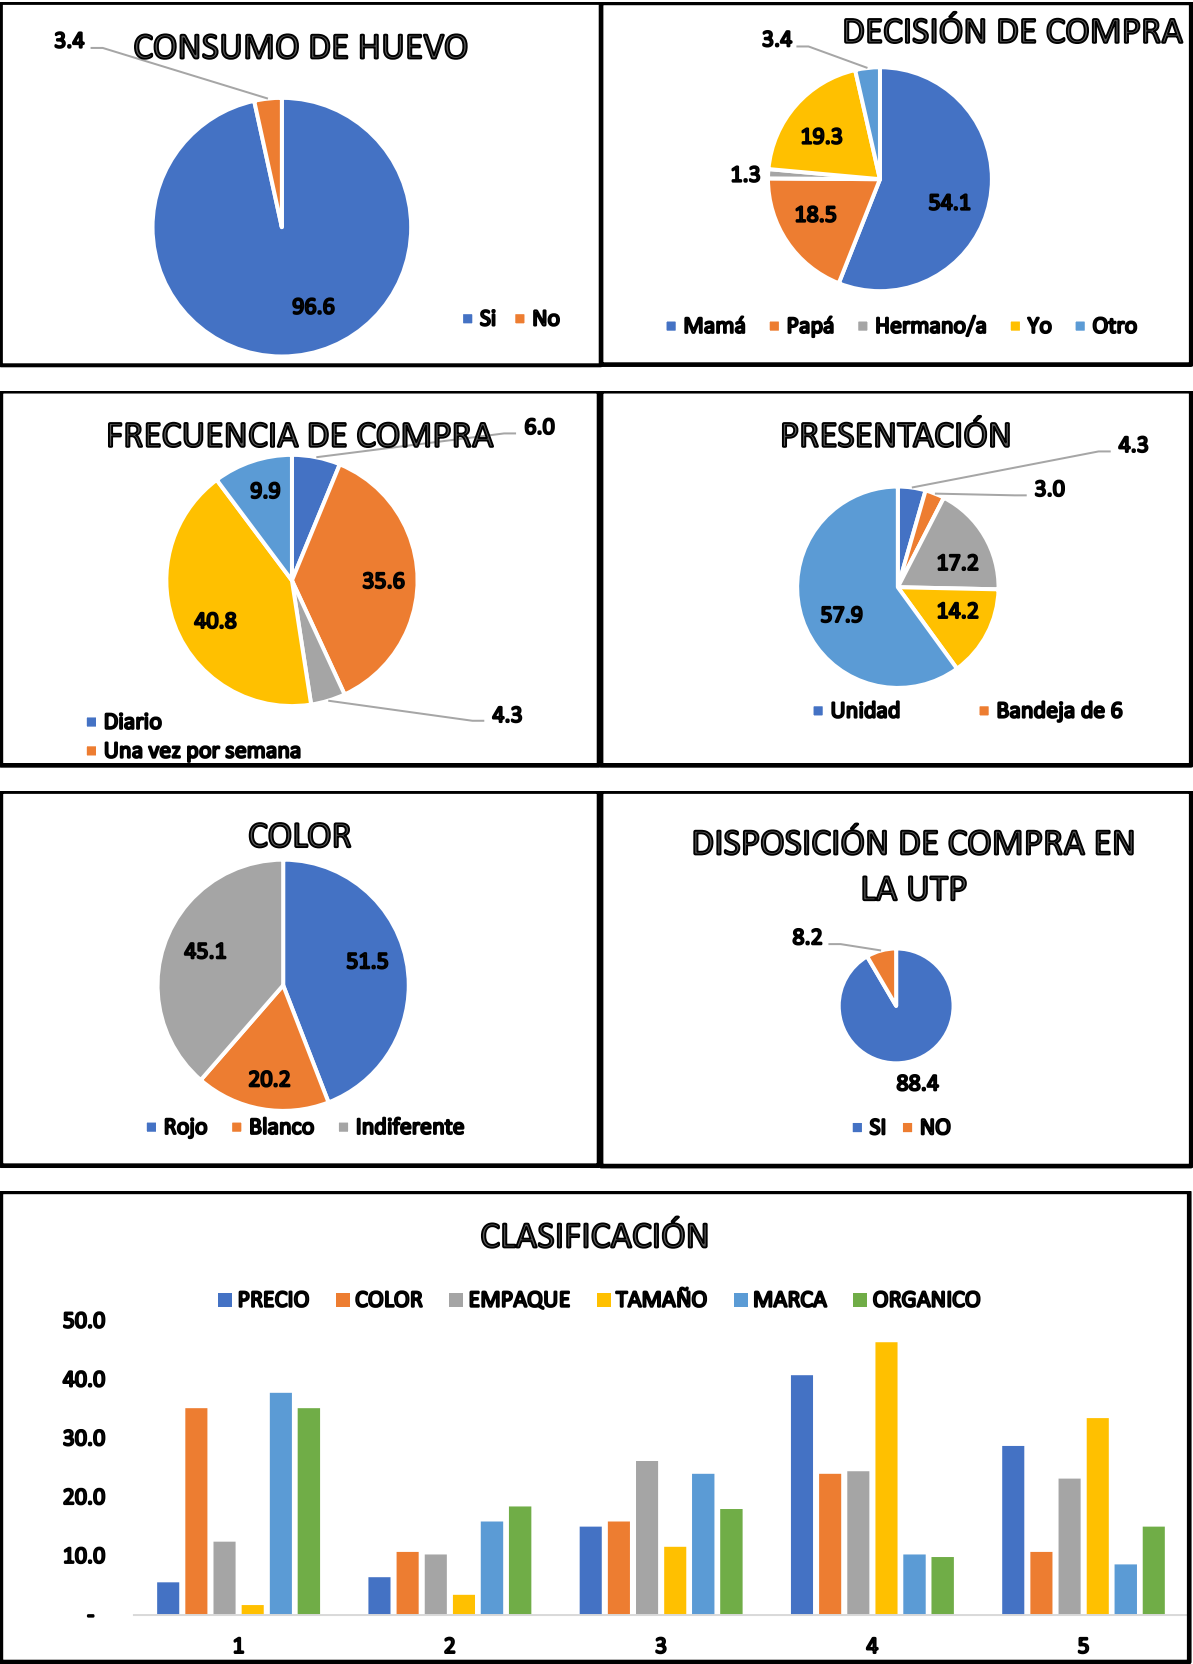 CONSUMO DE HUEVO
3.4
96.6
Si No
DECISIÓN DE COMPRA
3.4
19.3
1.3
18.5
54.1
Mamá Papá Hermano/a Yo Otro
FRECUENCIA DE COMPRA
6.0
9.9
35.6
40.8
4.3
Diario
Una vez por semana
PRESENTACIÓN
4.3
3.0
17.2
14.2
57.9
Unidad Bandeja de 6
COLOR
45.1
51.5
20.2
Rojo Blanco Indiferente
DISPOSICIÓN DE COMPRA EN
LA UTP
8.2
88.4
SI NO
CLASIFICACIÓN
PRECIO COLOR EMPAQUE TAMAÑO MARCA ORGANICO
50.0
40.0
30.0
20.0
10.0
-
1 2 3 4 5